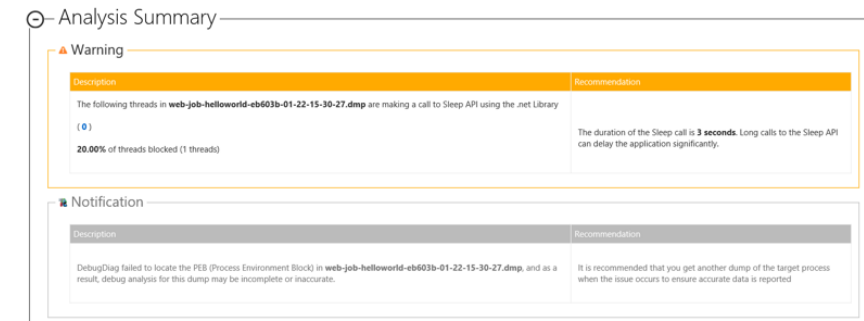 Analysis Summary
Warning
Description
Recommendation
The following threads in web-job-helloworld-eb603b-01-22-15-30-27.dmp are making a call to Sleep API using the .net Library
( 0 )
20.00% of threads blocked (1 threads)
The duration of the Sleep call is 3 seconds. Long calls to the Sleep API
can delay the application significantly.
Notification
Description
Recommendation
DebugDiag failed to locate the PEB (Process Environment Block) in web-job-helloworld-eb603b-01-22-15-30-27.dmp, and as a
result, debug analysis for this dump may be incomplete or inaccurate.
It is recommended that you get another dump of the target process
when the issue occurs to ensure accurate data is reported